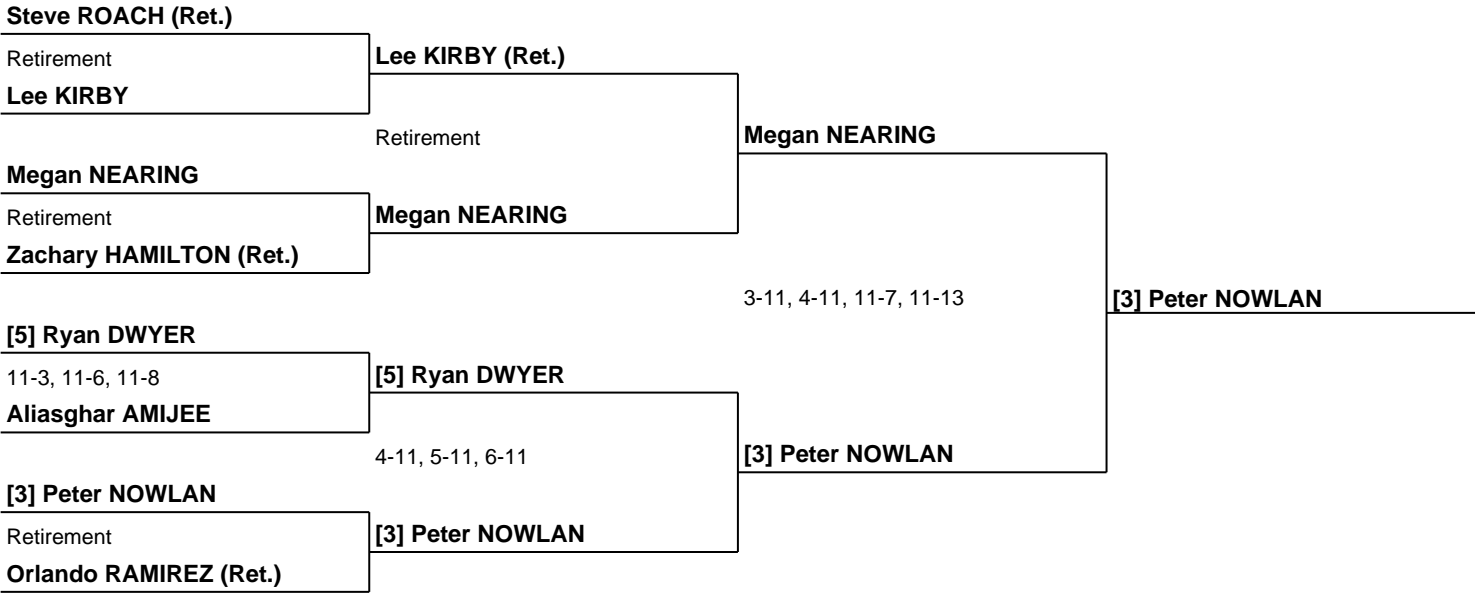 Steve ROACH (Ret.)
Retirement
Lee KIRBY (Ret.)
Lee KIRBY
Retirement
Megan NEARING
Megan NEARING
Retirement
Megan NEARING
Zachary HAMILTON (Ret.)
3-11, 4-11, 11-7, 11-13
[3] Peter NOWLAN
[5] Ryan DWYER
11-3, 11-6, 11-8
[5] Ryan DWYER
Aliasghar AMIJEE
4-11, 5-11, 6-11
[3] Peter NOWLAN
[3] Peter NOWLAN
Retirement
[3] Peter NOWLAN
Orlando RAMIREZ (Ret.)